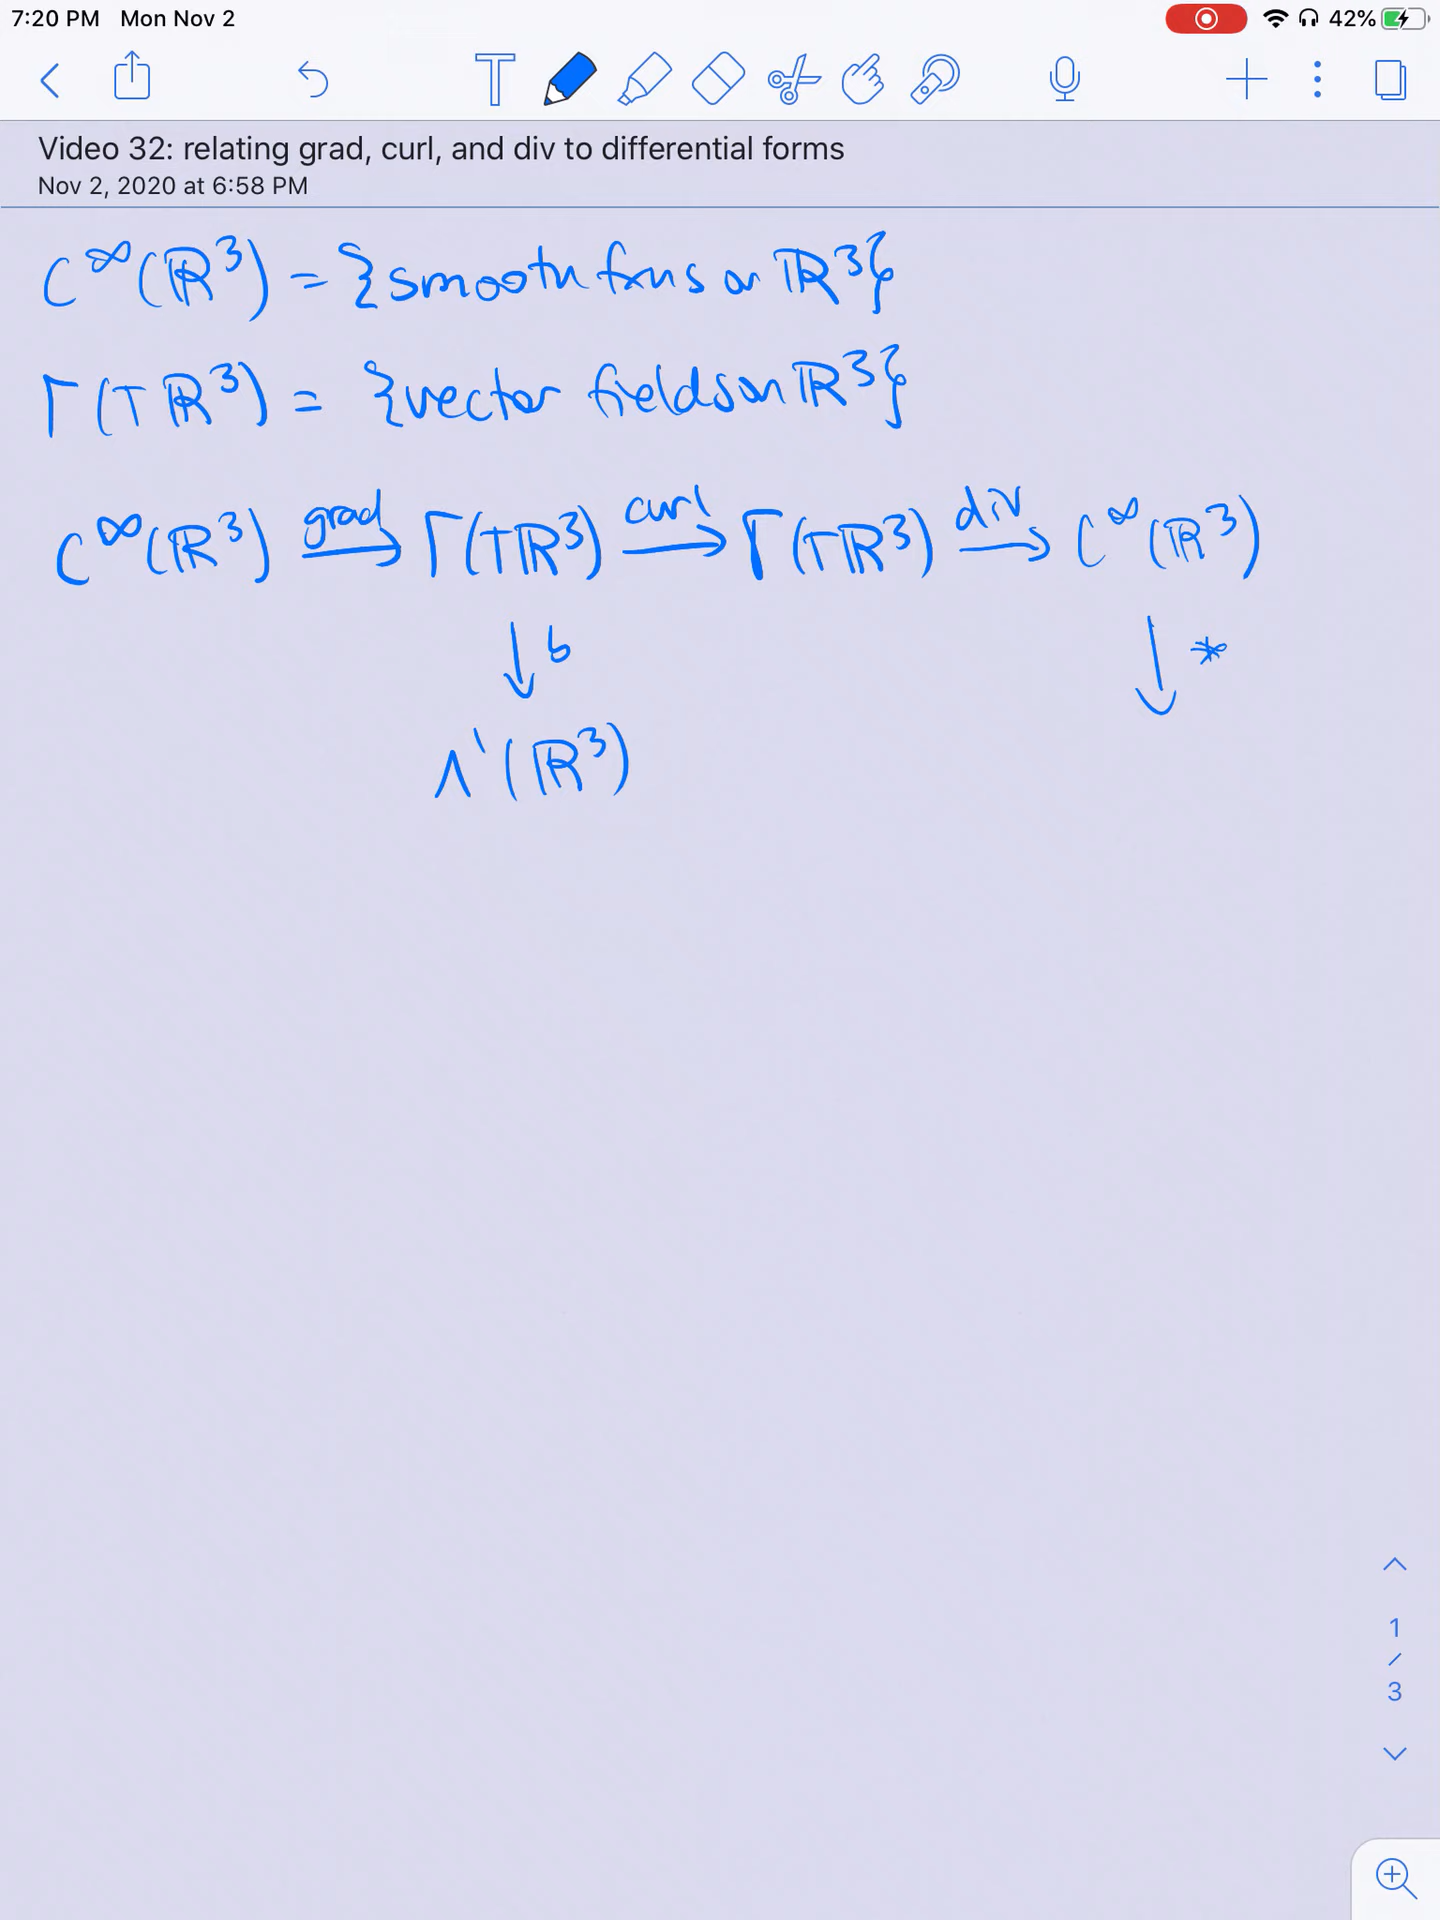 7:20 PM Mon Nov 2 42%
Video 32: relating grad, curl, and div to differential forms
Nov 2, 2020 at 6:58 PM
C^∞(ℝ³) = {smooth fxns on ℝ³}
Γ(Tℝ³) = {vector fields on ℝ³}
C^∞(ℝ³) —grad→ Γ(Tℝ³) —curl→ Γ(Tℝ³) —div→ C^∞(ℝ³)
↓ ♭ ↓ *
Λ¹(ℝ³)
1
/
3